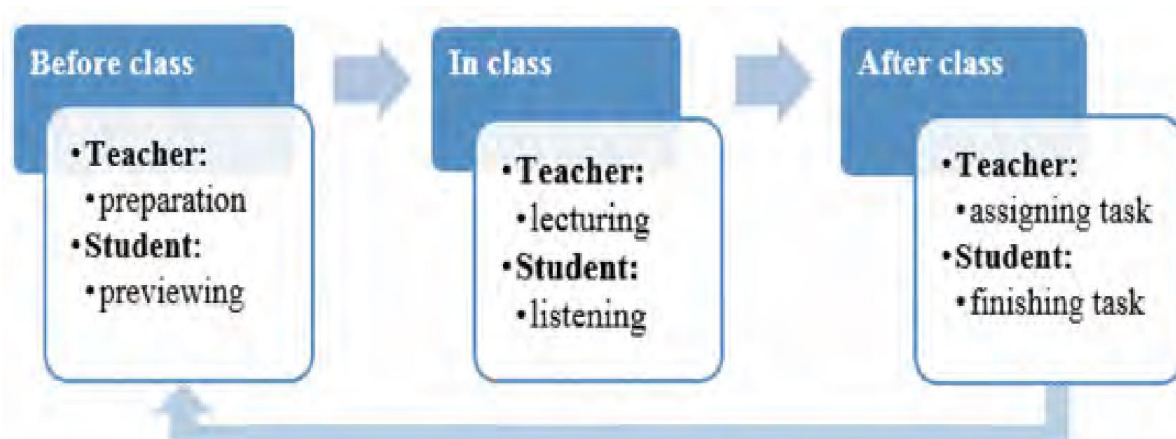 Before class
•Teacher:
•preparation
•Student:
•previewing
In class
•Teacher:
•lecturing
•Student:
•listening
After class
•Teacher:
•assigning task
•Student:
•finishing task